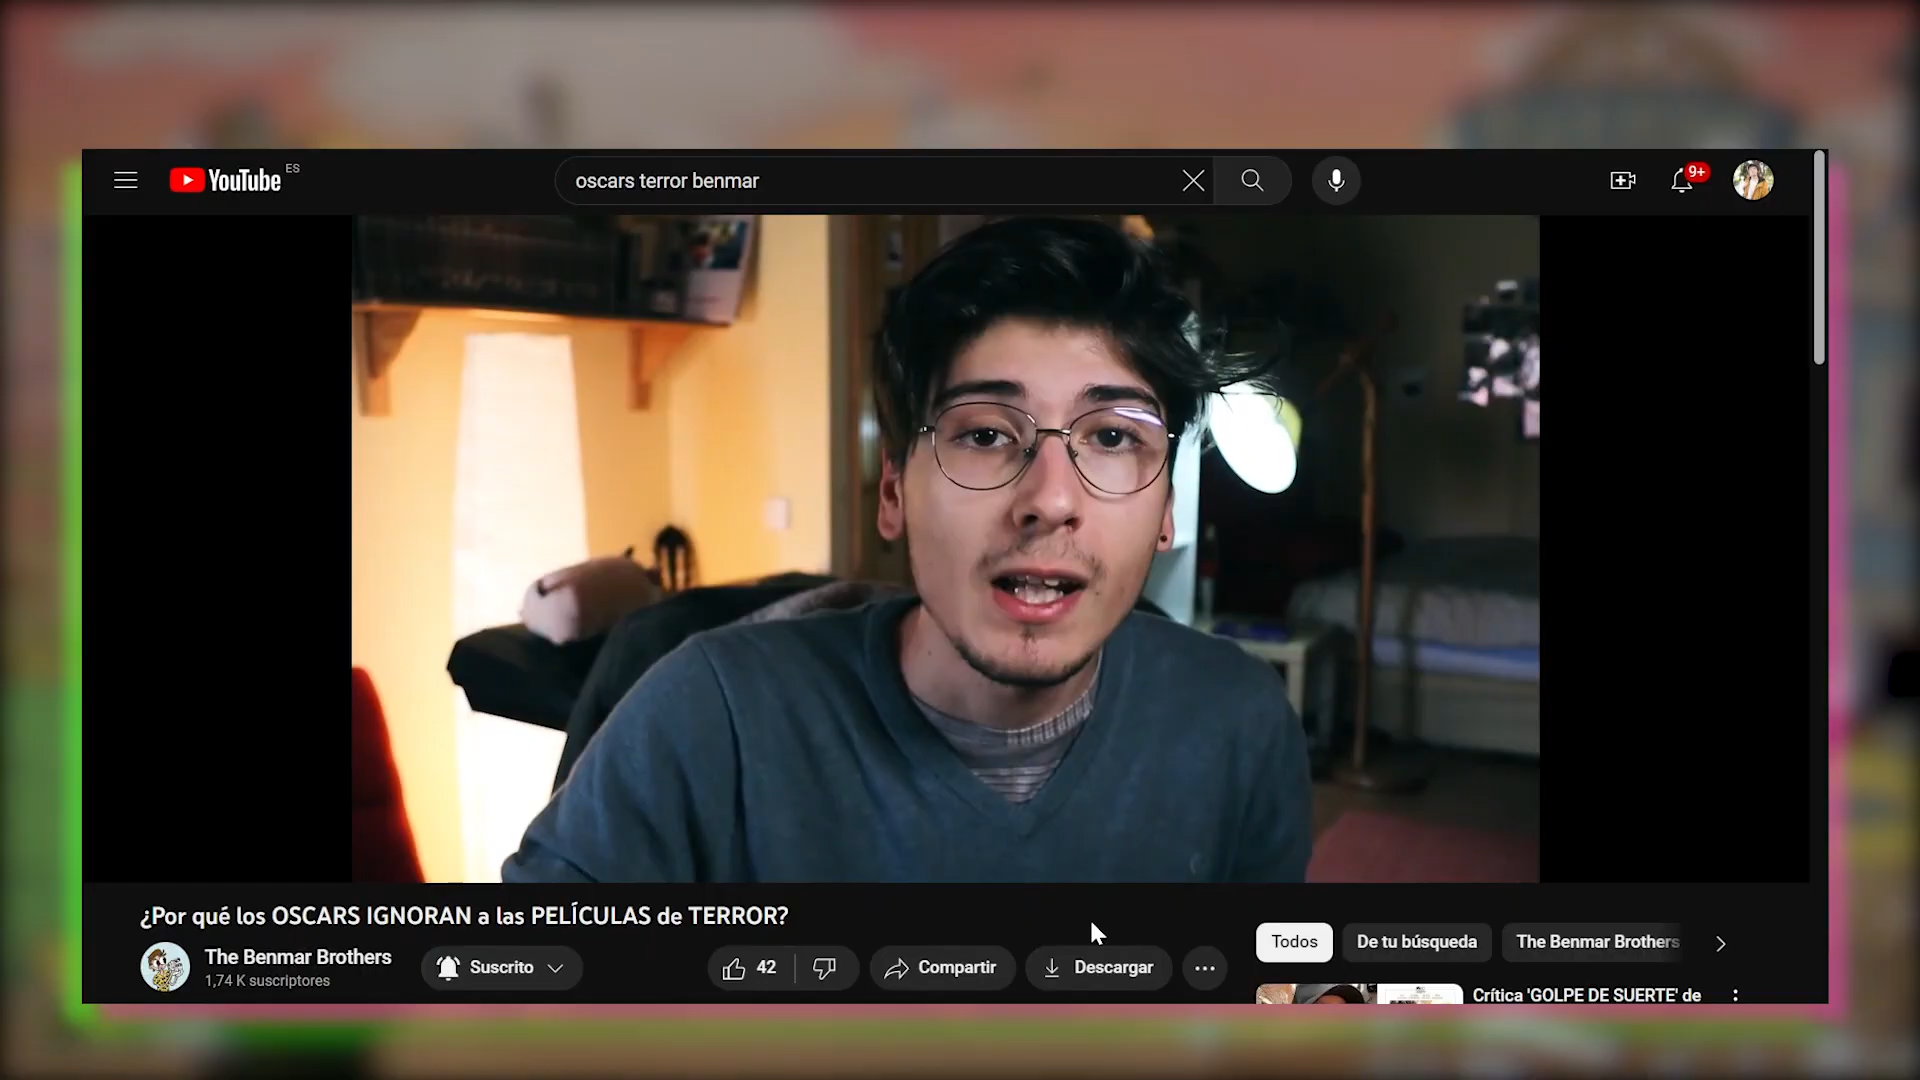 YouTube ES
oscars terror benmar
9+
¿Por qué los OSCARS IGNORAN a las PELÍCULAS de TERROR?
The Benmar Brothers
1,74 K suscriptores
Suscrito
42
Compartir
Descargar
Todos
De tu búsqueda
The Benmar Brothers
Crítica 'GOLPE DE SUERTE' de